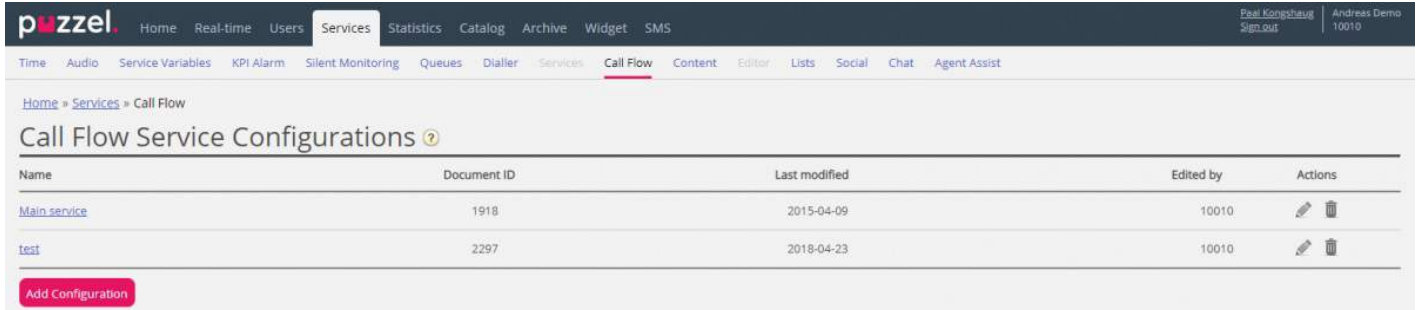 puzzel. Home Real-time Users Services Statistics Catalog Archive Widget SMS Paal Kongshaug Andreas Demo
Sign out 10010
Time Audio Service Variables KPI Alarm Silent Monitoring Queues Dialler Services Call Flow Content Editor Lists Social Chat Agent Assist
Home » Services » Call Flow
Call Flow Service Configurations ?
Name Document ID Last modified Edited by Actions
Main service 1918 2015-04-09 10010
test 2297 2018-04-23 10010
Add Configuration